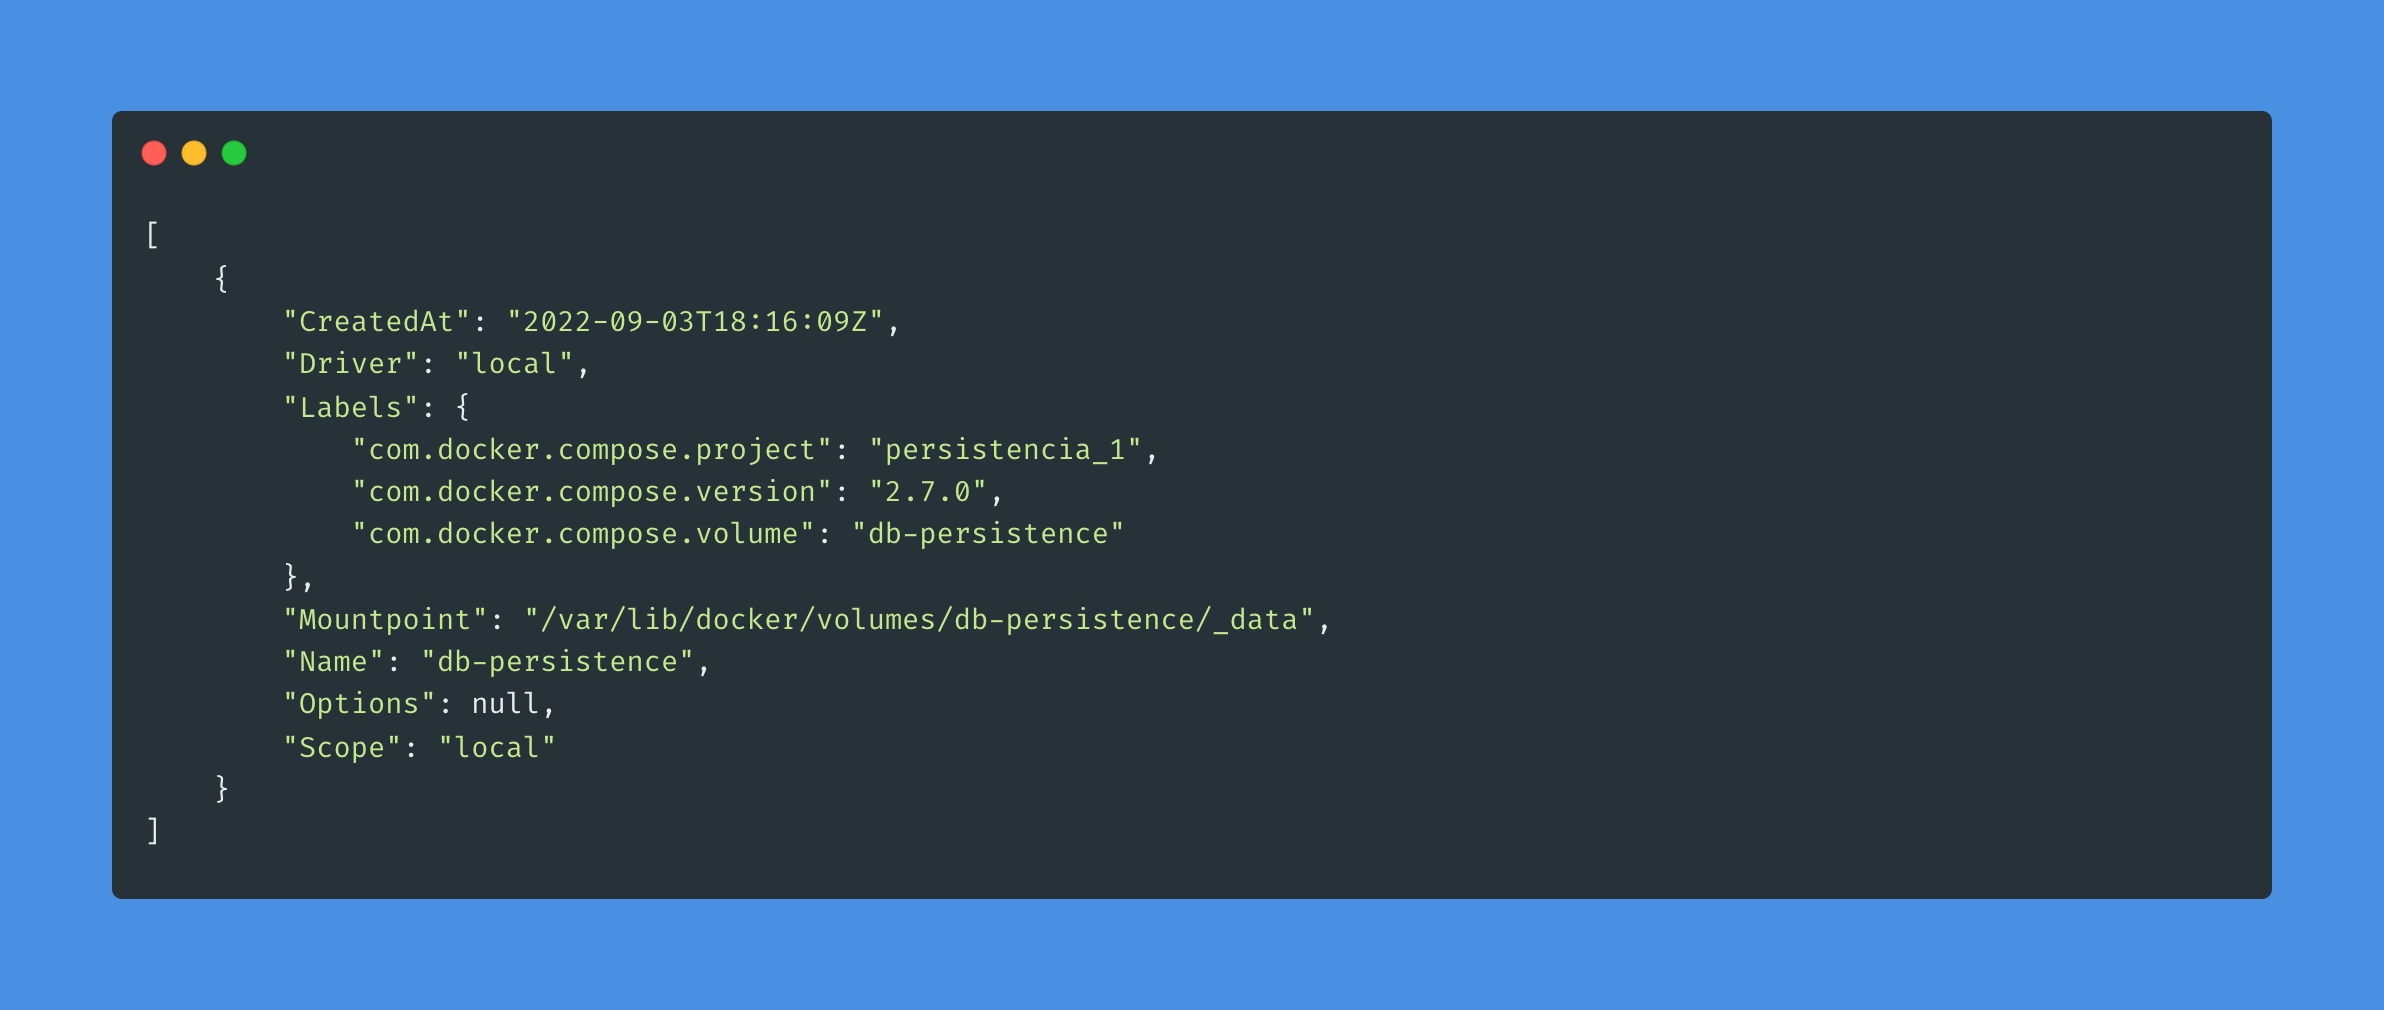 [
    {
        "CreatedAt": "2022-09-03T18:16:09Z",
        "Driver": "local",
        "Labels": {
            "com.docker.compose.project": "persistencia_1",
            "com.docker.compose.version": "2.7.0",
            "com.docker.compose.volume": "db-persistence"
        },
        "Mountpoint": "/var/lib/docker/volumes/db-persistence/_data",
        "Name": "db-persistence",
        "Options": null,
        "Scope": "local"
    }
]